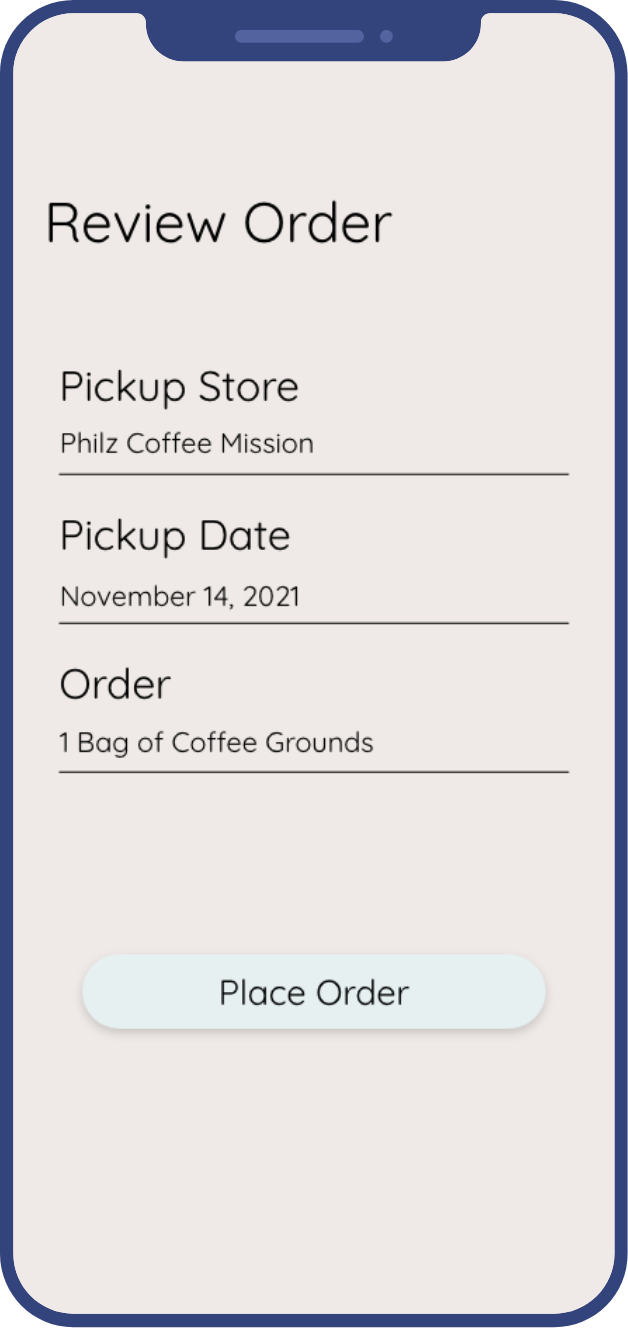 Review Order
Pickup Store
Philz Coffee Mission
Pickup Date
November 14, 2021
Order
1 Bag of Coffee Grounds
Place Order